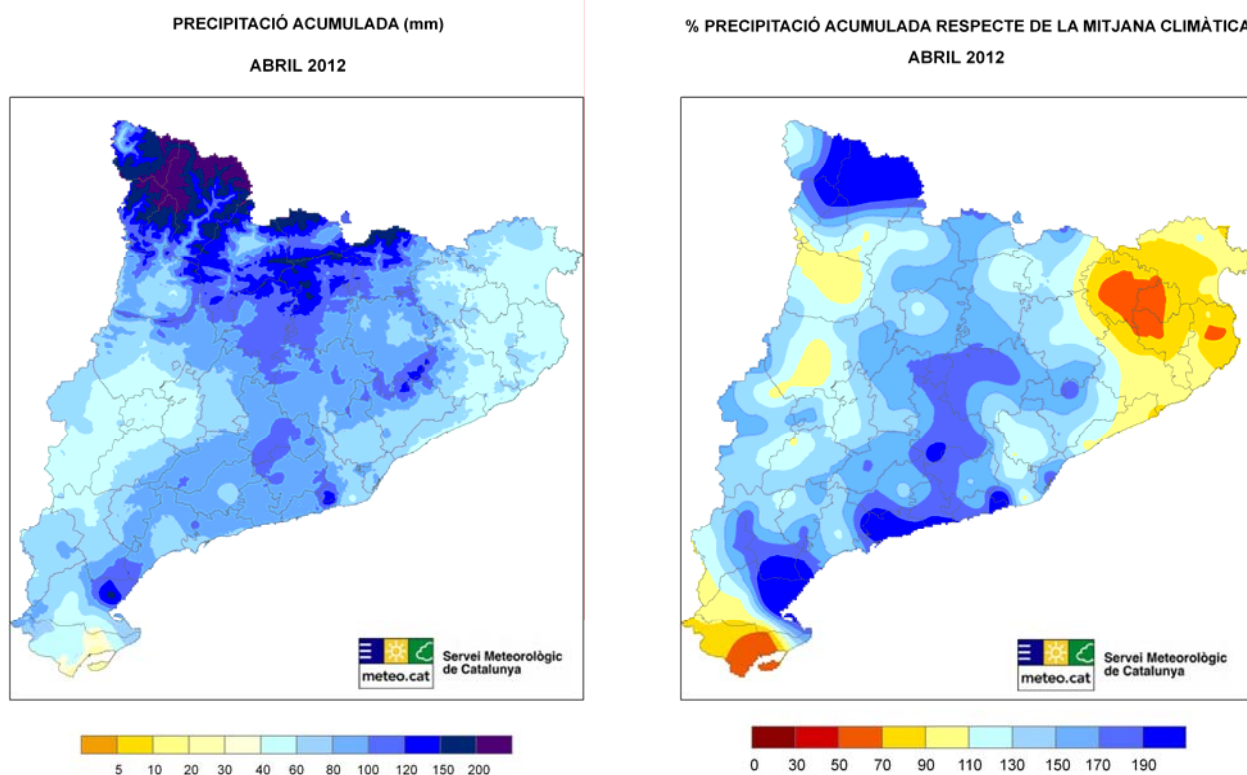 PRECIPITACIÓ ACUMULADA (mm)
ABRIL 2012
Servei Meteorològic
de Catalunya
meteo.cat
5 10 20 30 40 60 80 100 120 150 200
% PRECIPITACIÓ ACUMULADA RESPECTE DE LA MITJANA CLIMÀTICA
ABRIL 2012
Servei Meteorològic
de Catalunya
meteo.cat
0 30 50 70 90 110 130 150 170 190